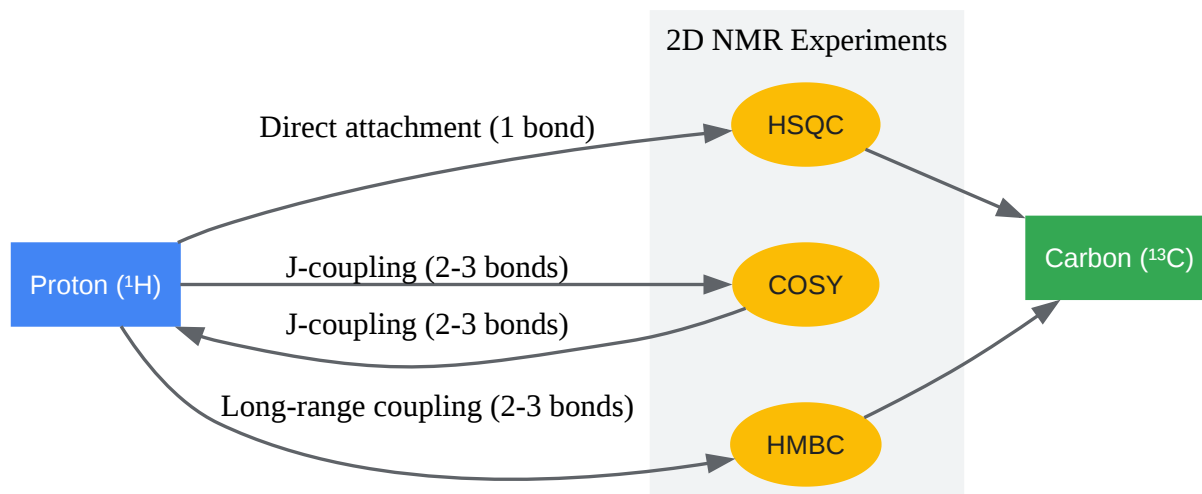 2D NMR Experiments
Direct attachment (1 bond)
HSQC
Proton (¹H)
J-coupling (2-3 bonds)
COSY
Carbon (¹³C)
J-coupling (2-3 bonds)
Long-range coupling (2-3 bonds)
HMBC